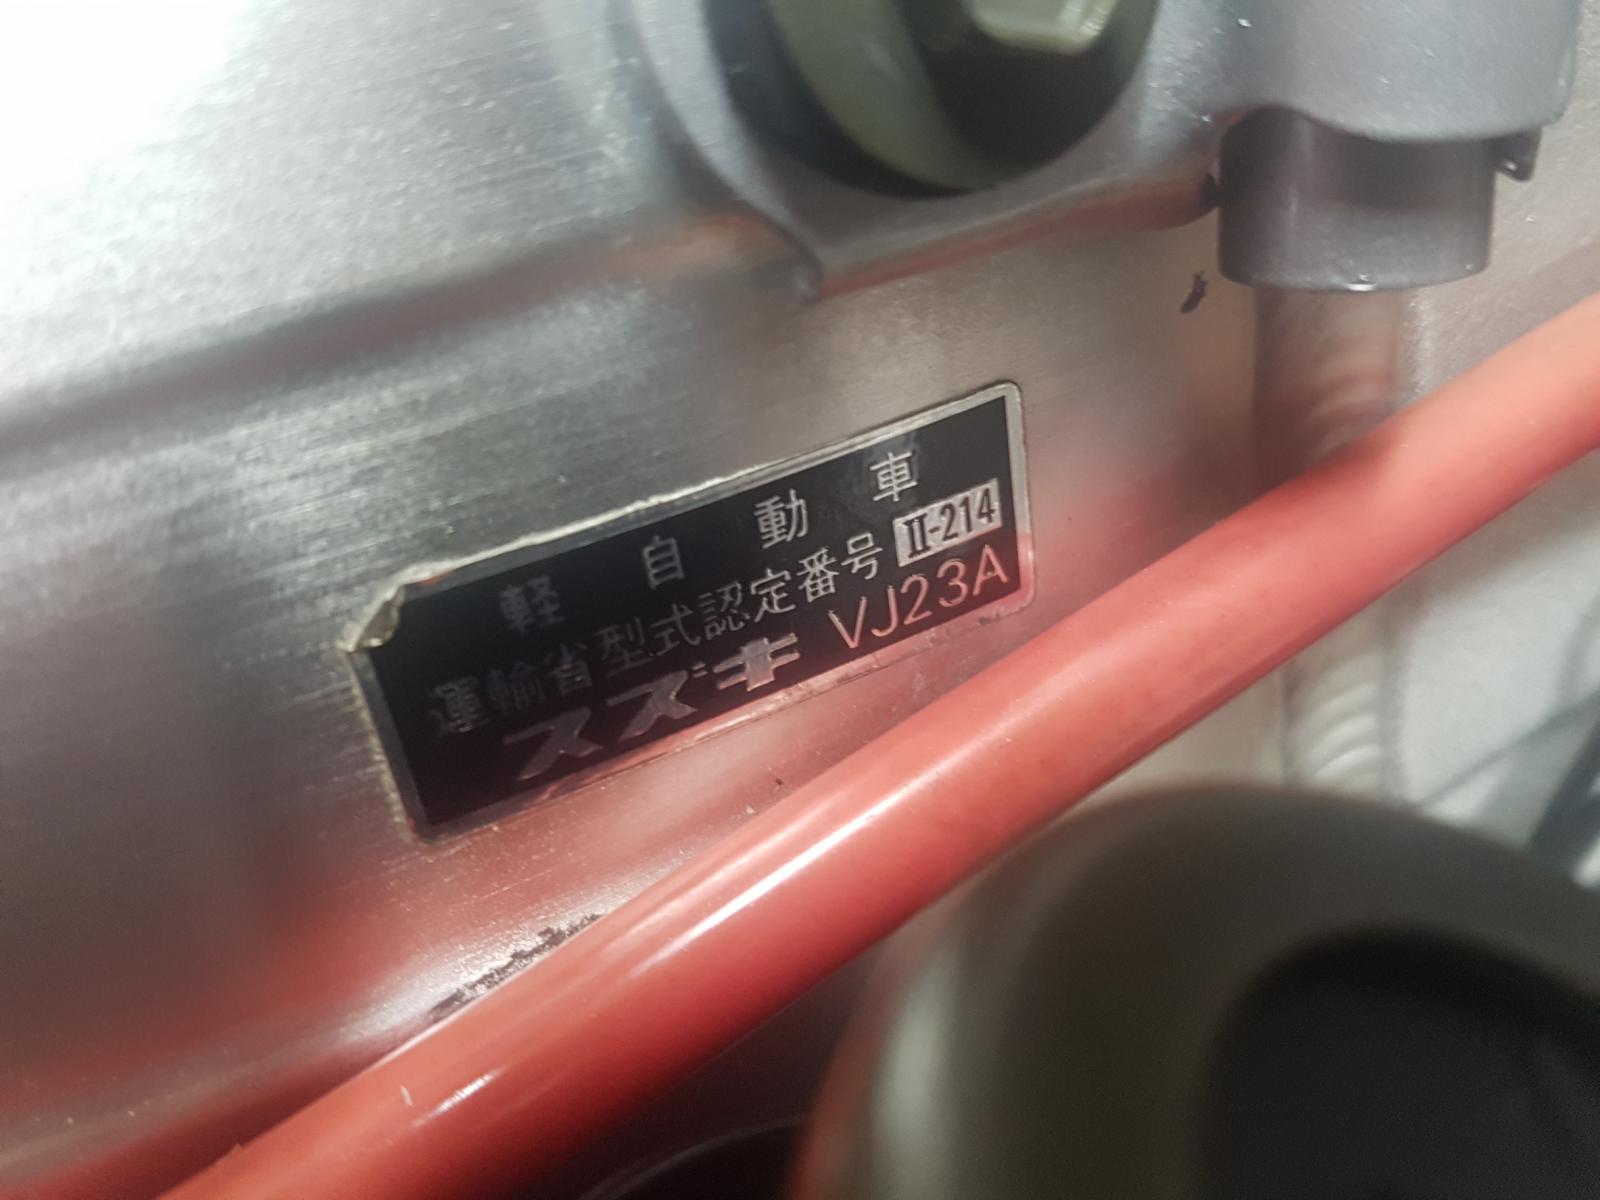 軽自動車
運輸省型式認定番号 II-214
スズキ VJ23A